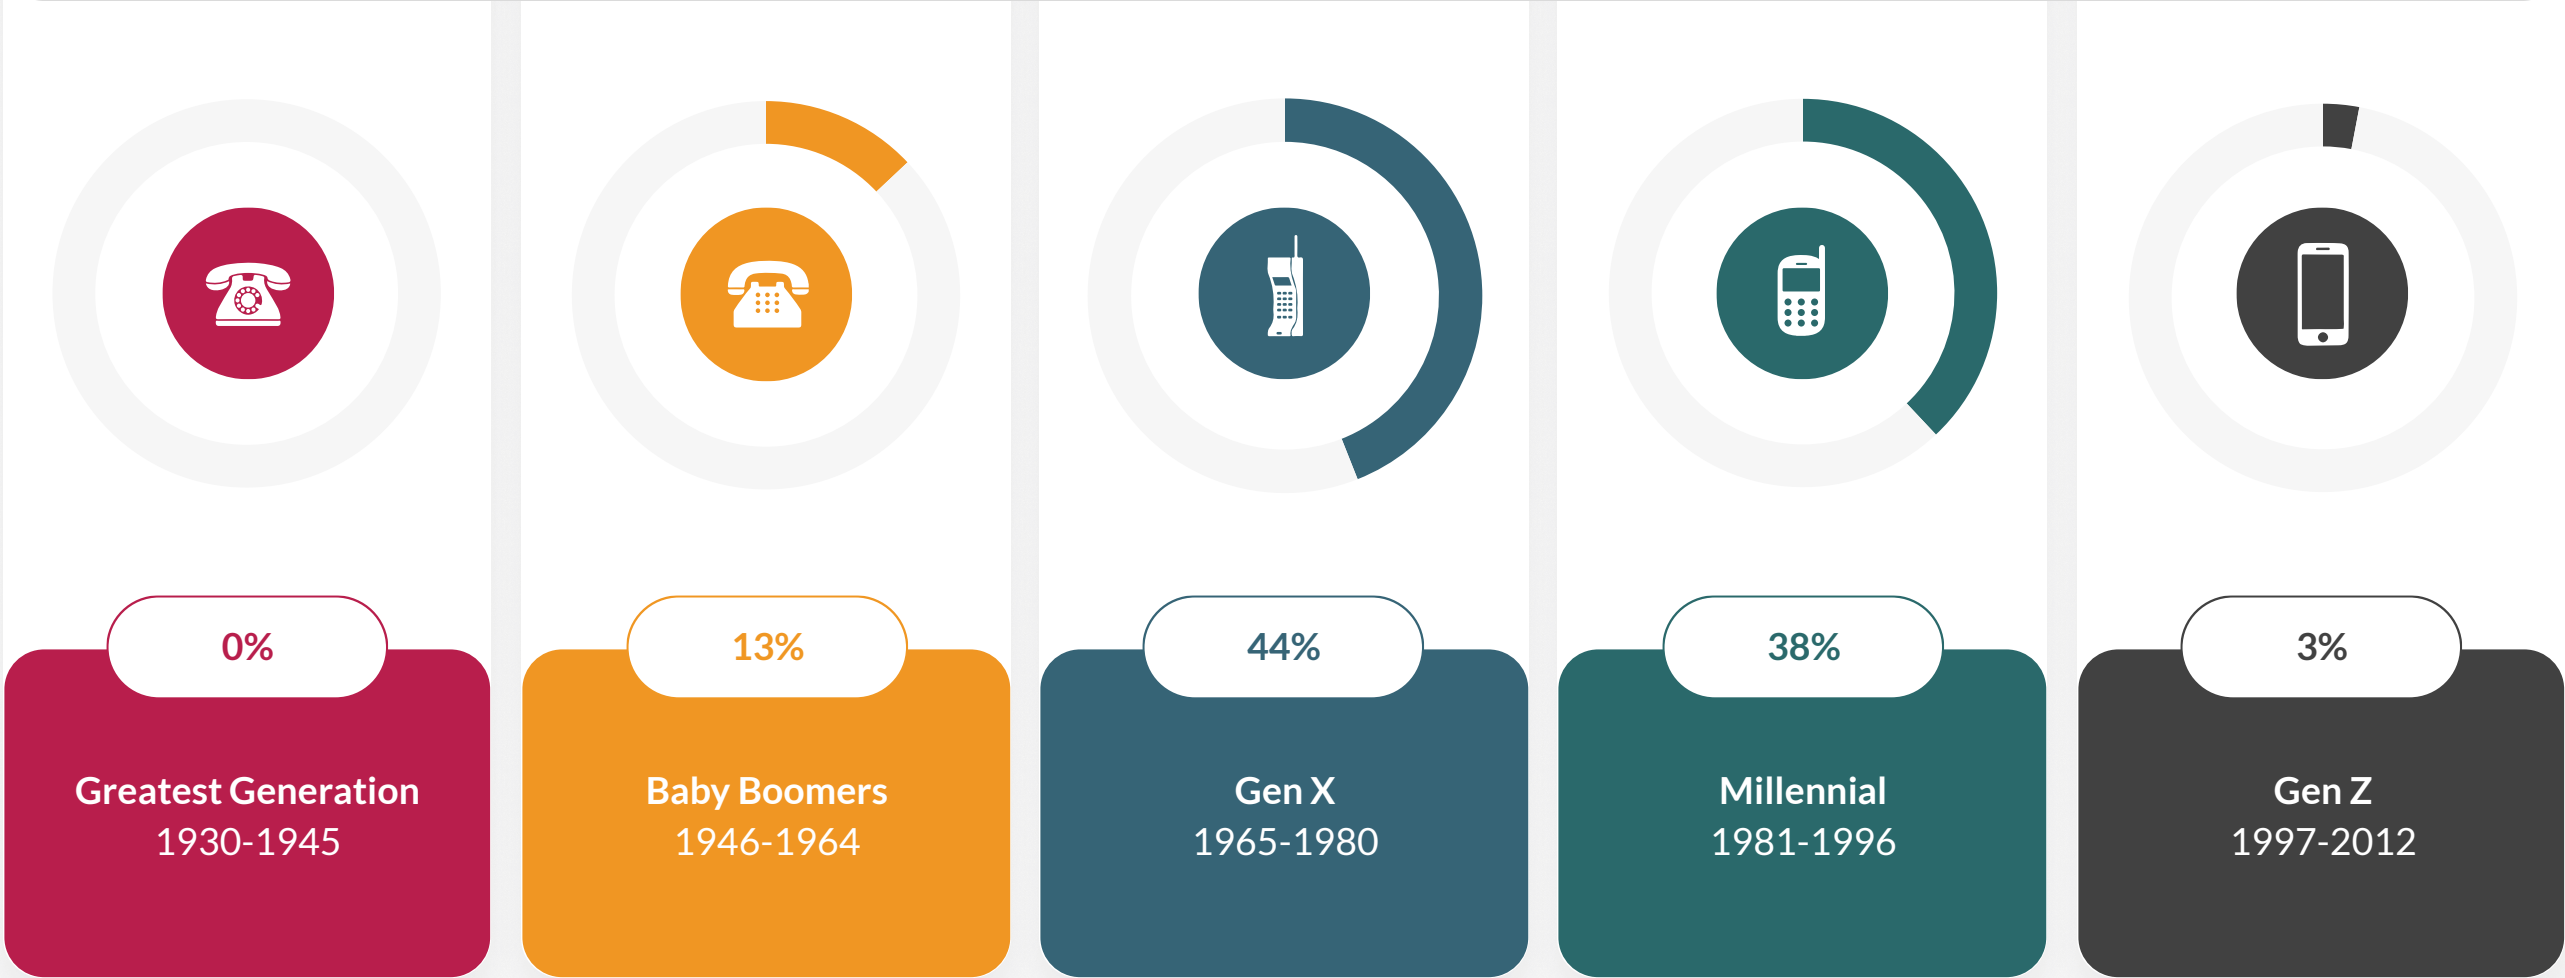 0%
Greatest Generation
1930-1945
13%
Baby Boomers
1946-1964
44%
Gen X
1965-1980
38%
Millennial
1981-1996
3%
Gen Z
1997-2012